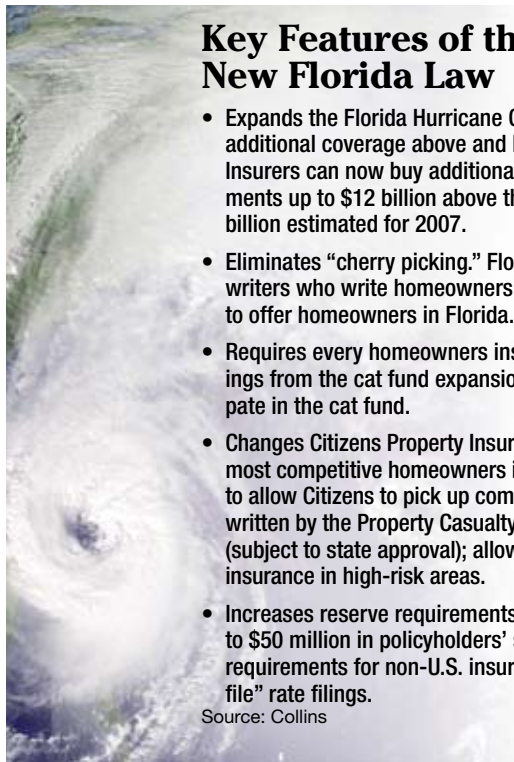 Key Features of th
New Florida Law
• Expands the Florida Hurricane
additional coverage above and
Insurers can now buy additiona
ments up to $12 billion above th
billion estimated for 2007.
• Eliminates “cherry picking.” Flo
writers who write homeowners
to offer homeowners in Florida.
• Requires every homeowners ins
ings from the cat fund expansio
pate in the cat fund.
• Changes Citizens Property Insur
most competitive homeowners i
to allow Citizens to pick up com
written by the Property Casualty
(subject to state approval); allow
insurance in high-risk areas.
• Increases reserve requirements
to $50 million in policyholders’ s
requirements for non-U.S. insur
file” rate filings.
Source: Collins